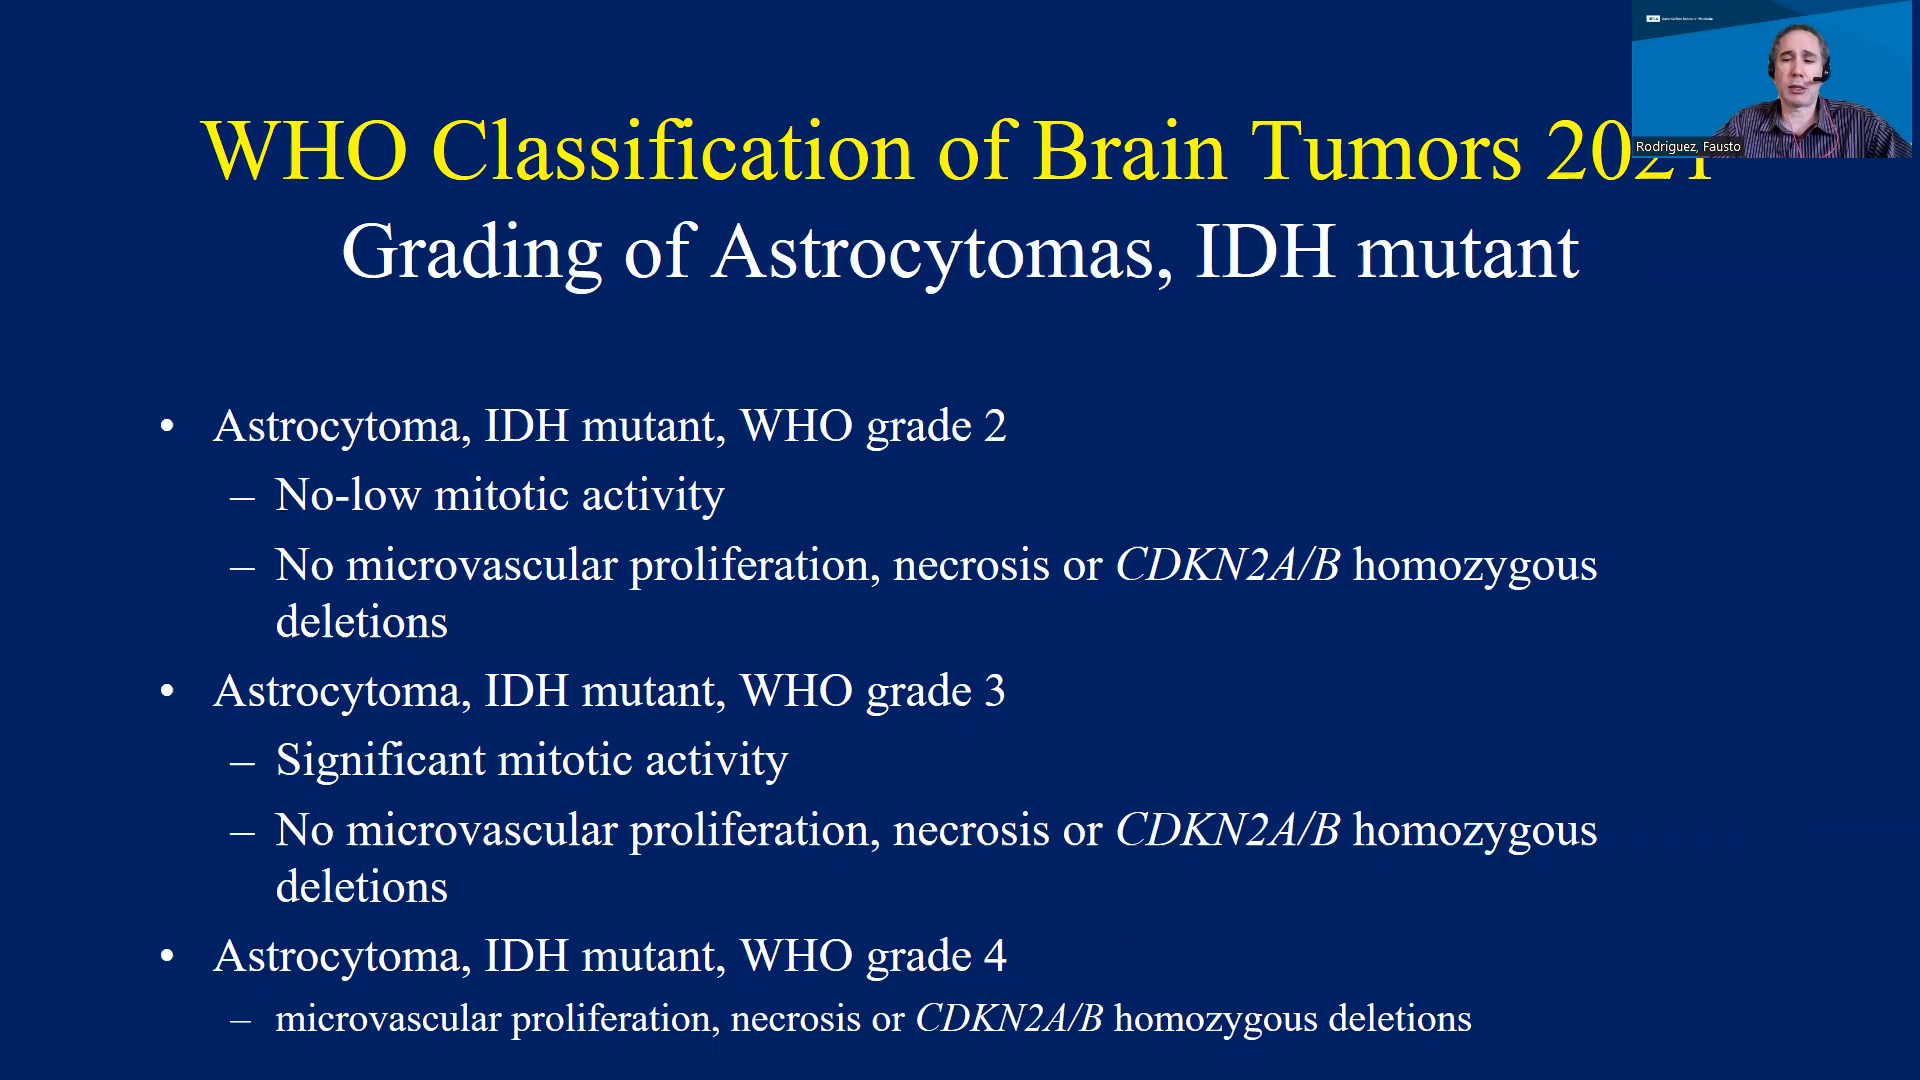 WHO Classification of Brain Tumors 2021
Grading of Astrocytomas, IDH mutant
Rodriguez, Fausto
• Astrocytoma, IDH mutant, WHO grade 2
– No-low mitotic activity
– No microvascular proliferation, necrosis or CDKN2A/B homozygous
deletions
• Astrocytoma, IDH mutant, WHO grade 3
– Significant mitotic activity
– No microvascular proliferation, necrosis or CDKN2A/B homozygous
deletions
• Astrocytoma, IDH mutant, WHO grade 4
– microvascular proliferation, necrosis or CDKN2A/B homozygous deletions